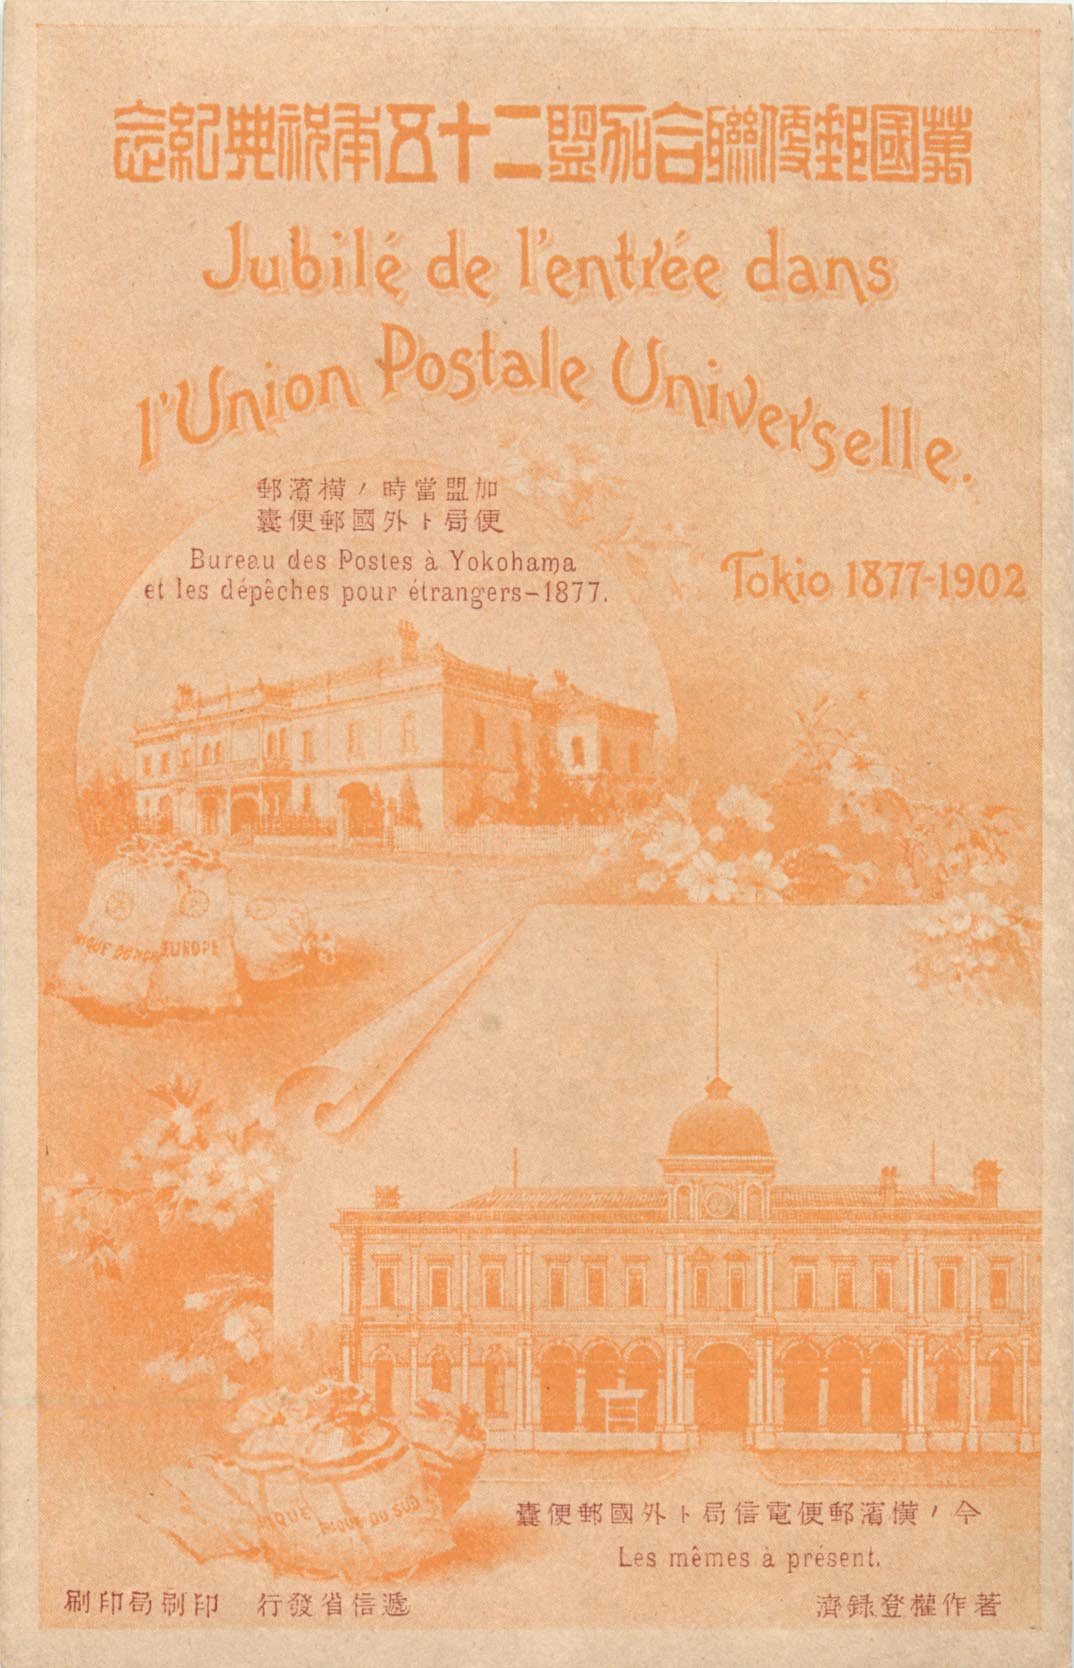 萬國郵便聯合加盟二十五年祝典紀念
Jubilé de l'entrée dans
l'Union Postale Universelle.
Tokio 1877-1902
加盟當時ノ橫濱郵
便局ト外國郵便囊
Bureau des Postes à Yokohama
et les dépêches pour étrangers-1877.
EUROPE
DU SUD
今ノ橫濱郵便電信局ト外國郵便囊
Les mêmes à présent.
著作權登録濟
遞信省發行 印刷局印刷